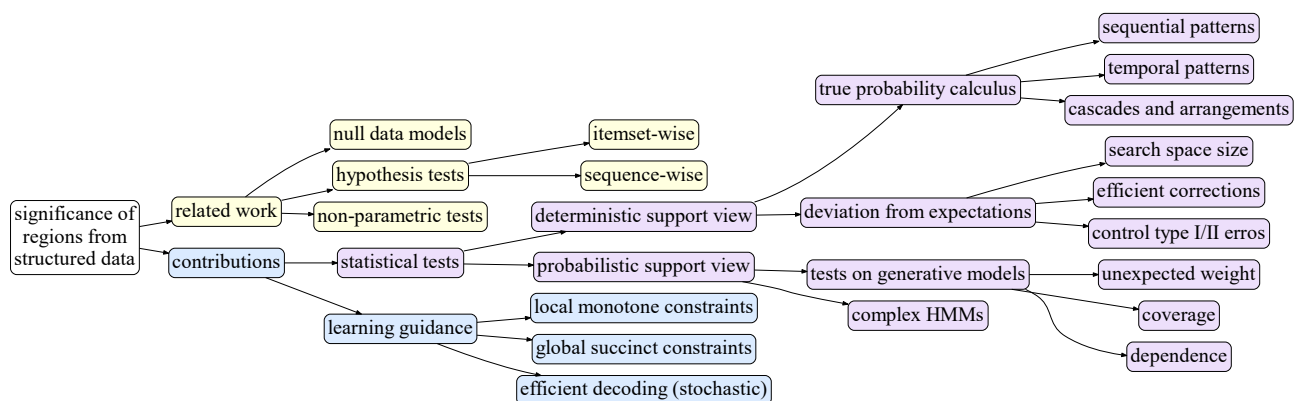 significance of
regions from
structured data
related work
null data models
hypothesis tests
itemset-wise
sequence-wise
non-parametric tests
contributions
statistical tests
deterministic support view
true probability calculus
sequential patterns
temporal patterns
cascades and arrangements
deviation from expectations
search space size
efficient corrections
control type I/II erros
probabilistic support view
tests on generative models
unexpected weight
coverage
dependence
complex HMMs
learning guidance
local monotone constraints
global succinct constraints
efficient decoding (stochastic)